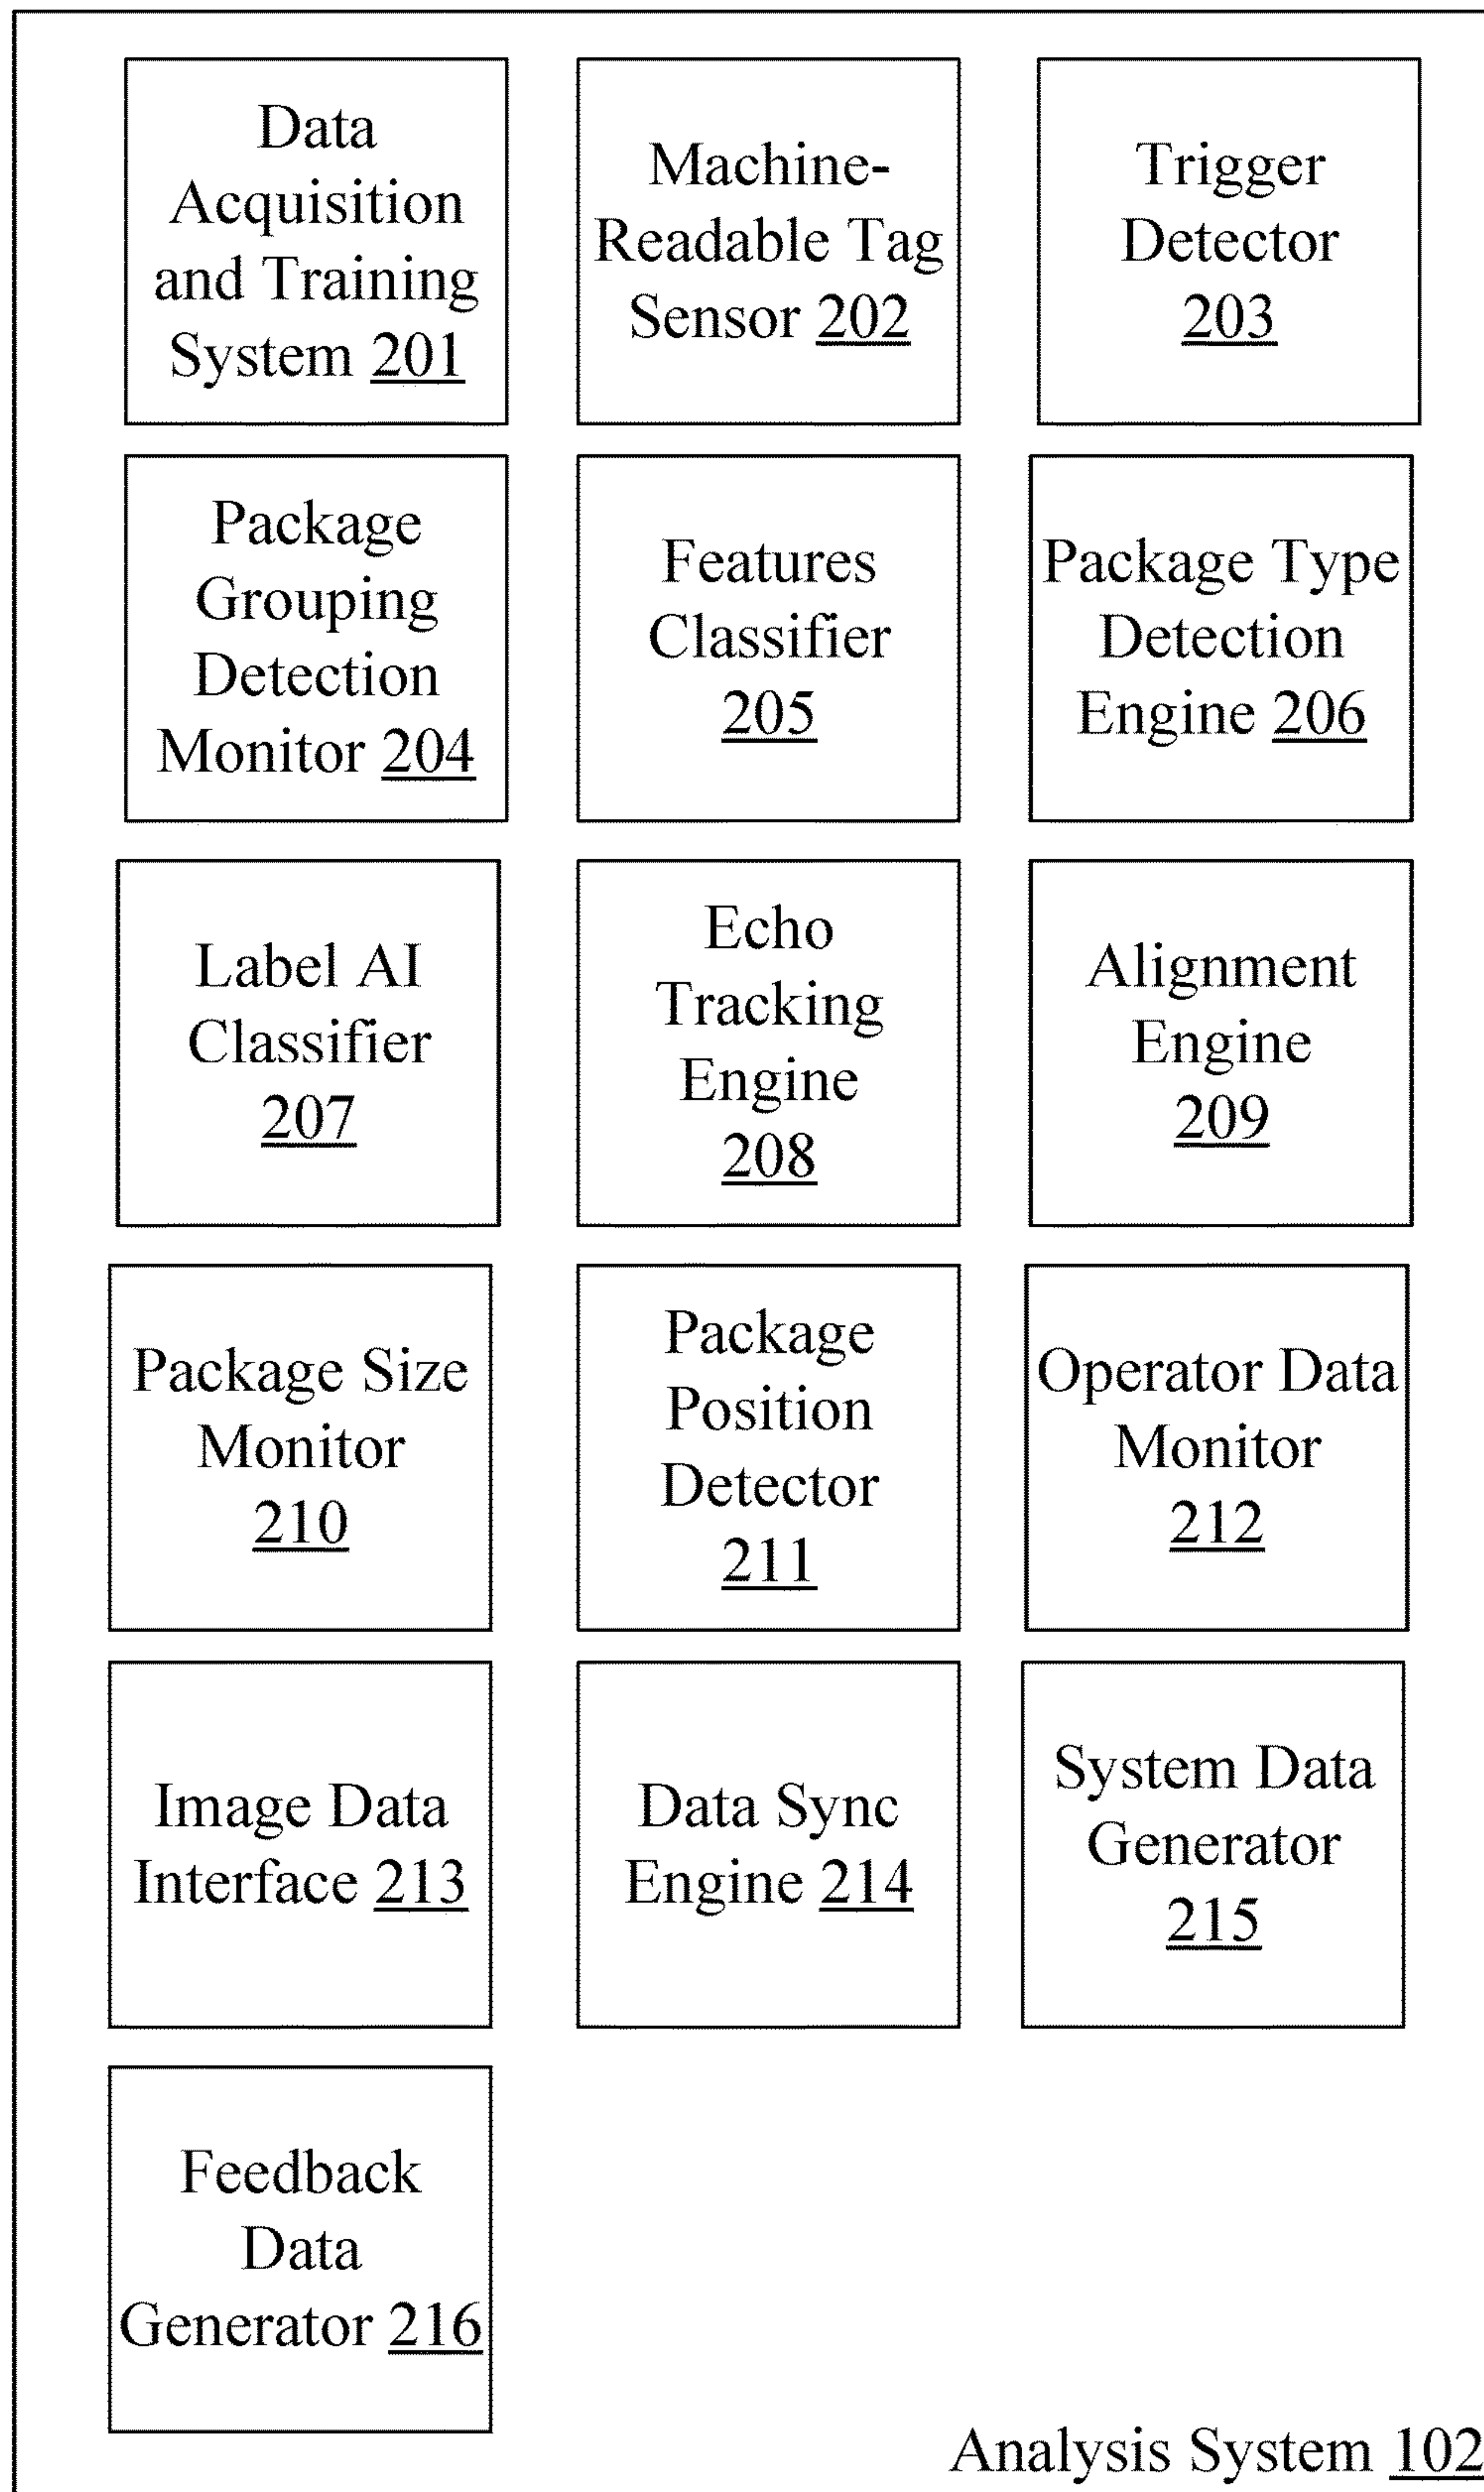 Data
Acquisition
and Training
System 201
Machine-
Readable Tag
Sensor 202
Trigger
Detector
203
Package
Grouping
Detection
Monitor 204
Features
Classifier
205
Package Type
Detection
Engine 206
Label AI
Classifier
207
Echo
Tracking
Engine
208
Alignment
Engine
209
Package Size
Monitor
210
Package
Position
Detector
211
Operator Data
Monitor
212
Image Data
Interface 213
Data Sync
Engine 214
System Data
Generator
215
Feedback
Data
Generator 216
Analysis System 102